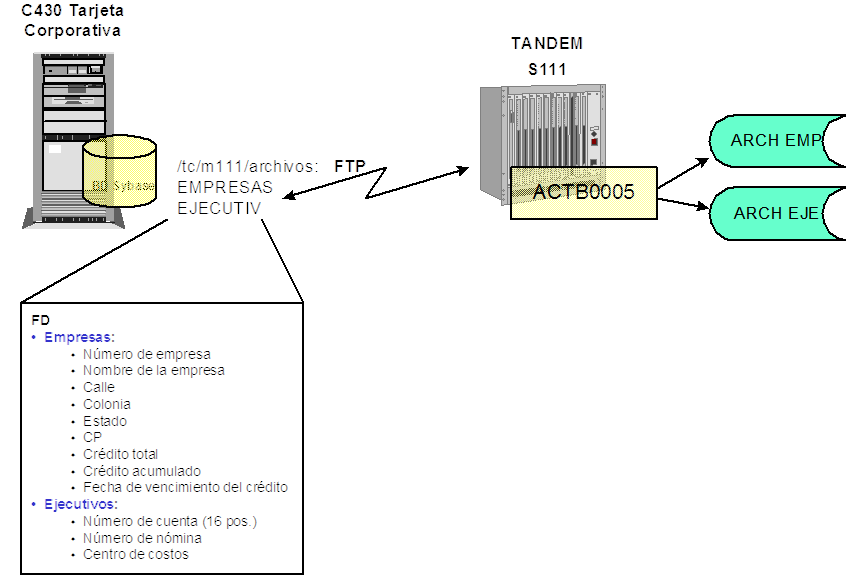 C430 Tarjeta
Corporativa
TANDEM
S111
BD Sybase
/tc/m111/archivos: FTP
EMPRESAS
EJECUTIV
ACTB0005
ARCH EMP
ARCH EJE
FD
• Empresas:
• Número de empresa
• Nombre de la empresa
• Calle
• Colonia
• Estado
• CP
• Crédito total
• Crédito acumulado
• Fecha de vencimiento del crédito
• Ejecutivos:
• Número de cuenta (16 pos.)
• Número de nómina
• Centro de costos